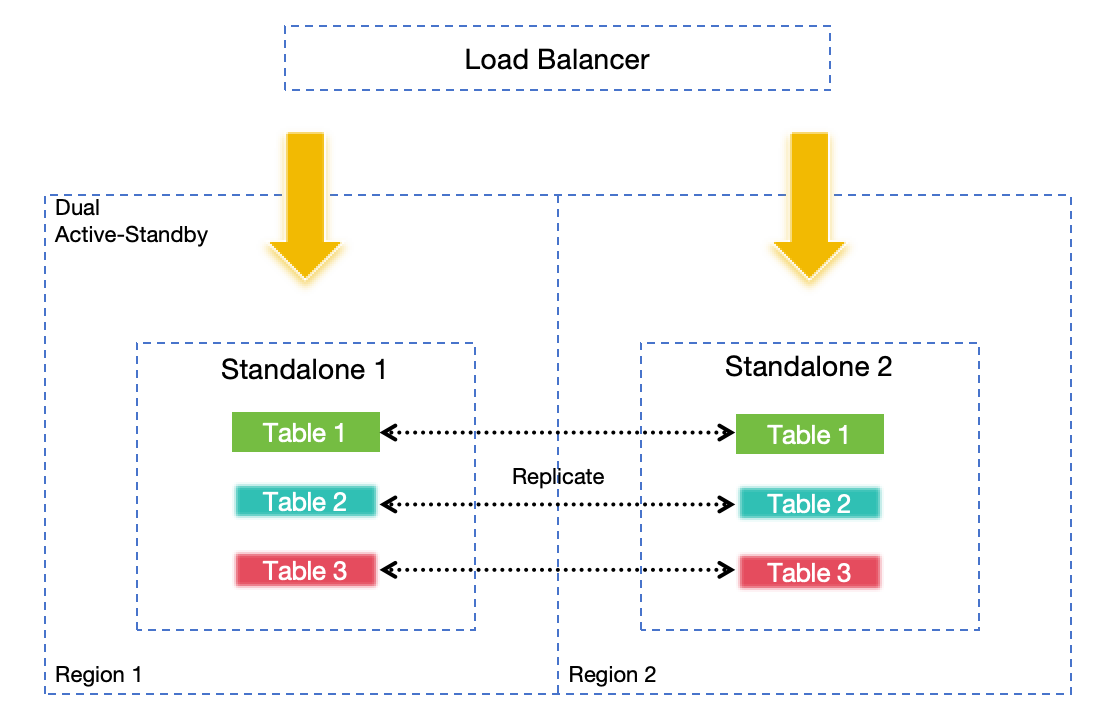 Load Balancer
Dual
Active-Standby
Standalone 1
Standalone 2
Table 1
Table 1
Replicate
Table 2
Table 2
Table 3
Table 3
Region 1
Region 2